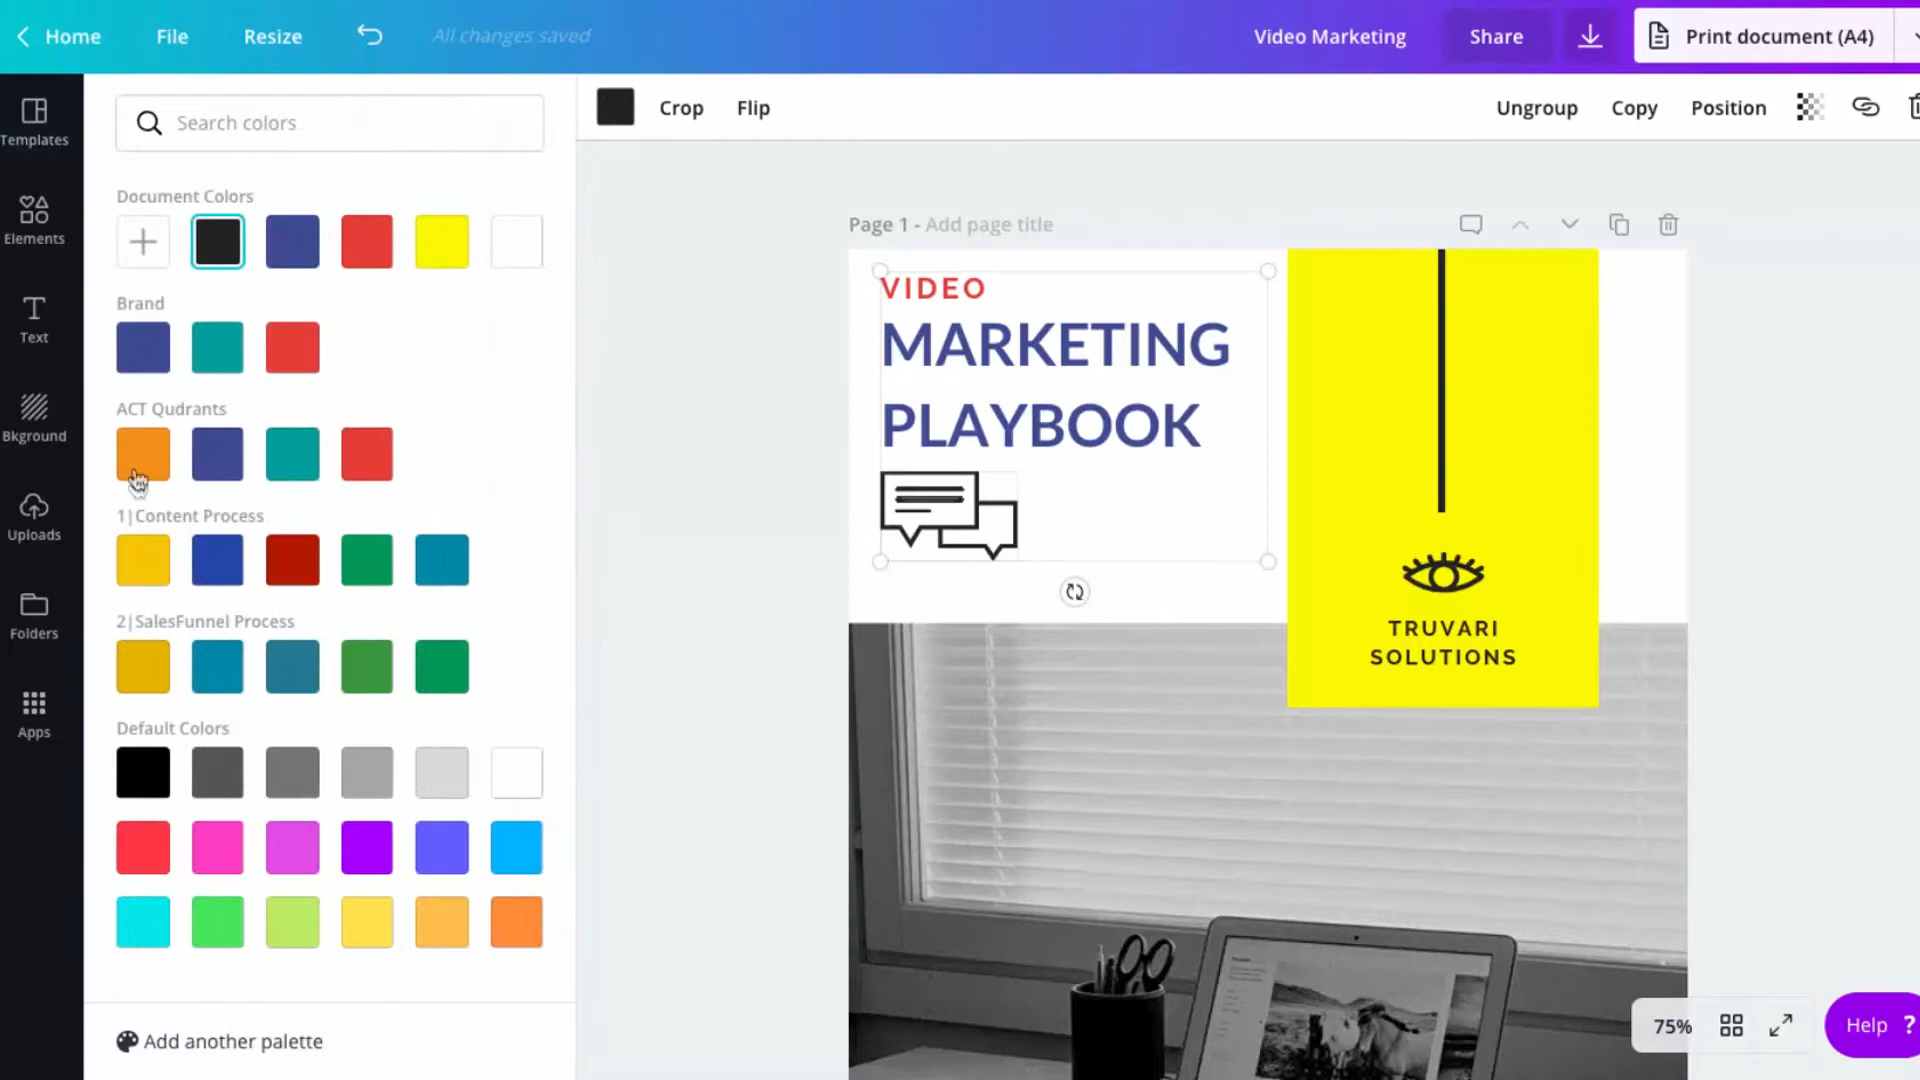 Home
File
Resize
All changes saved
Video Marketing
Share
Print document (A4)
Templates
Elements
Text
Bkground
Uploads
Folders
Apps
Search colors
Document Colors
Brand
ACT Qudrants
1|Content Process
2|SalesFunnel Process
Default Colors
Add another palette
Crop
Flip
Ungroup
Copy
Position
Page 1 - Add page title
VIDEO
MARKETING
PLAYBOOK
TRUVARI
SOLUTIONS
75%
Help ?